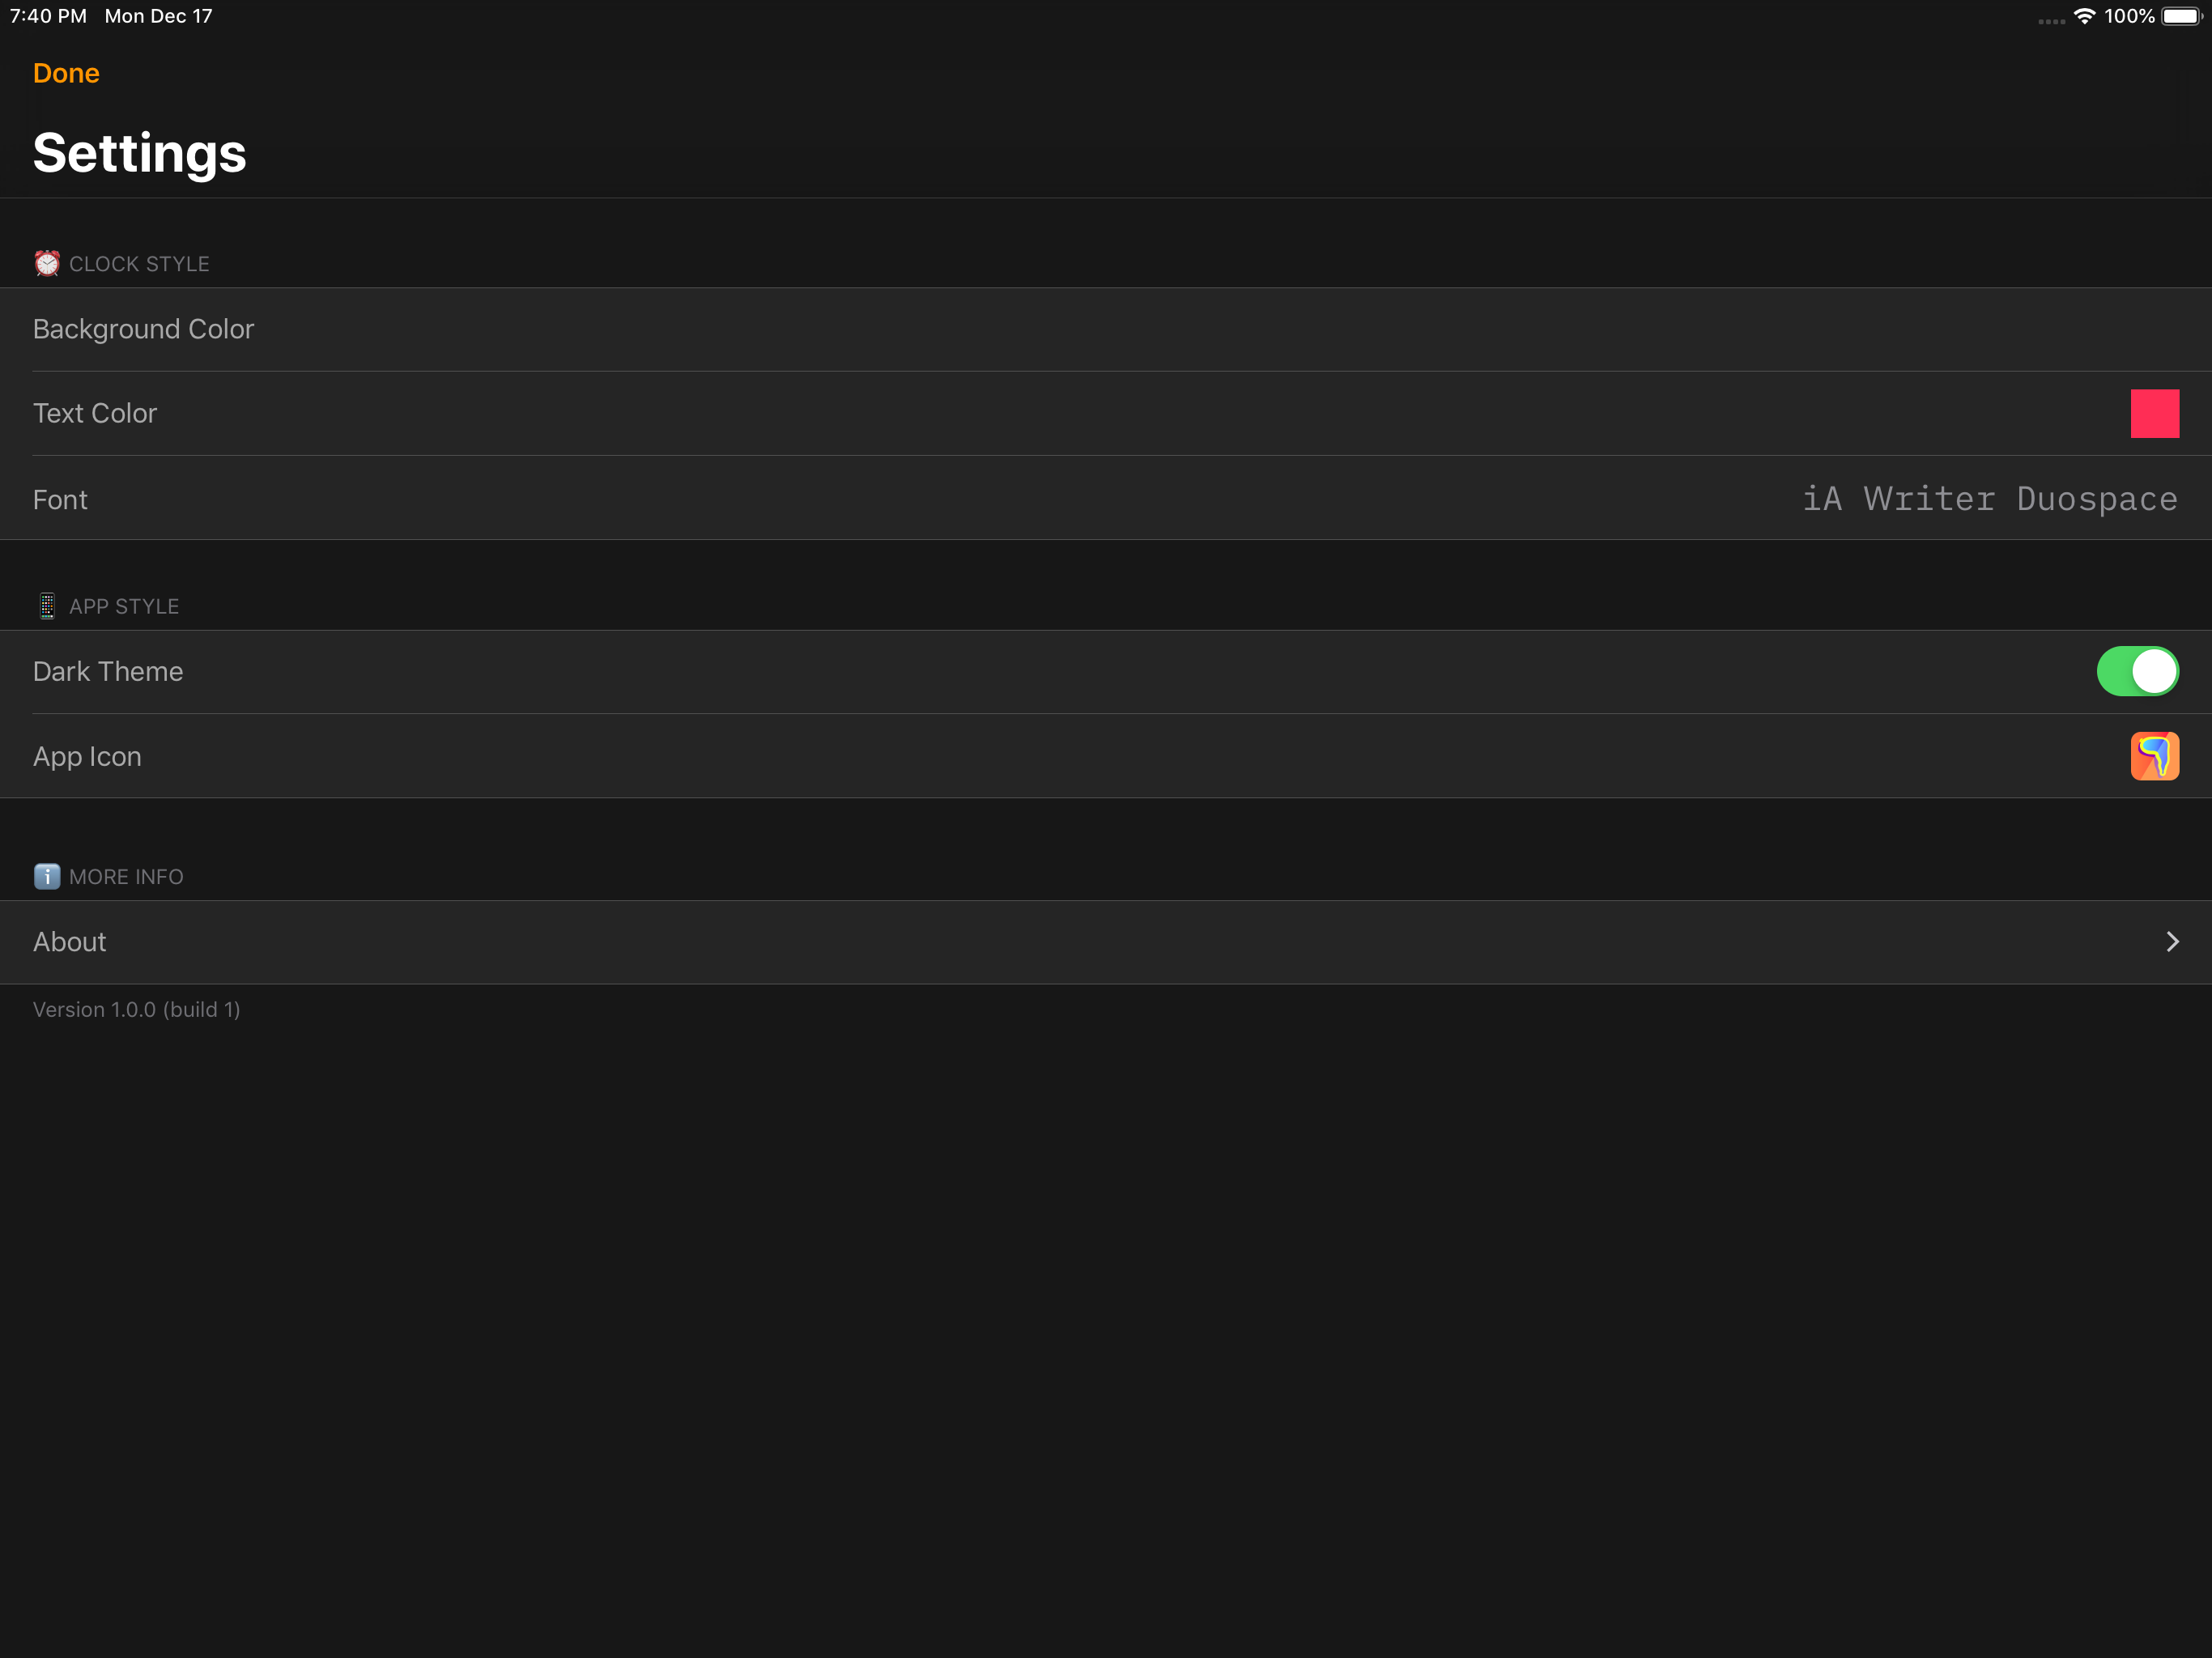 7:40 PM Mon Dec 17 100%
Done
Settings
⏰ CLOCK STYLE
Background Color
Text Color
Font iA Writer Duospace
📱 APP STYLE
Dark Theme
App Icon
ℹ️ MORE INFO
About
Version 1.0.0 (build 1)